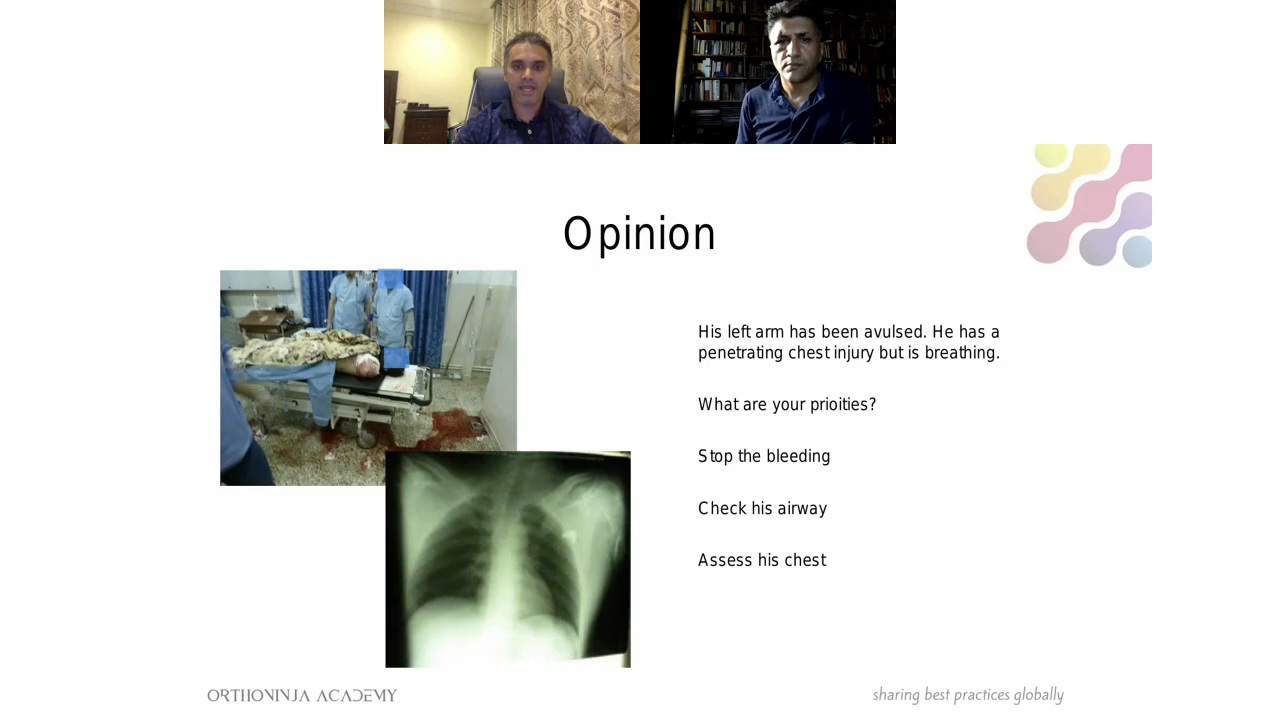 Opinion
His left arm has been avulsed. He has a
penetrating chest injury but is breathing.
What are your prioities?
Stop the bleeding
Check his airway
Assess his chest
ORTHONINJA ACADEMY
sharing best practices globally